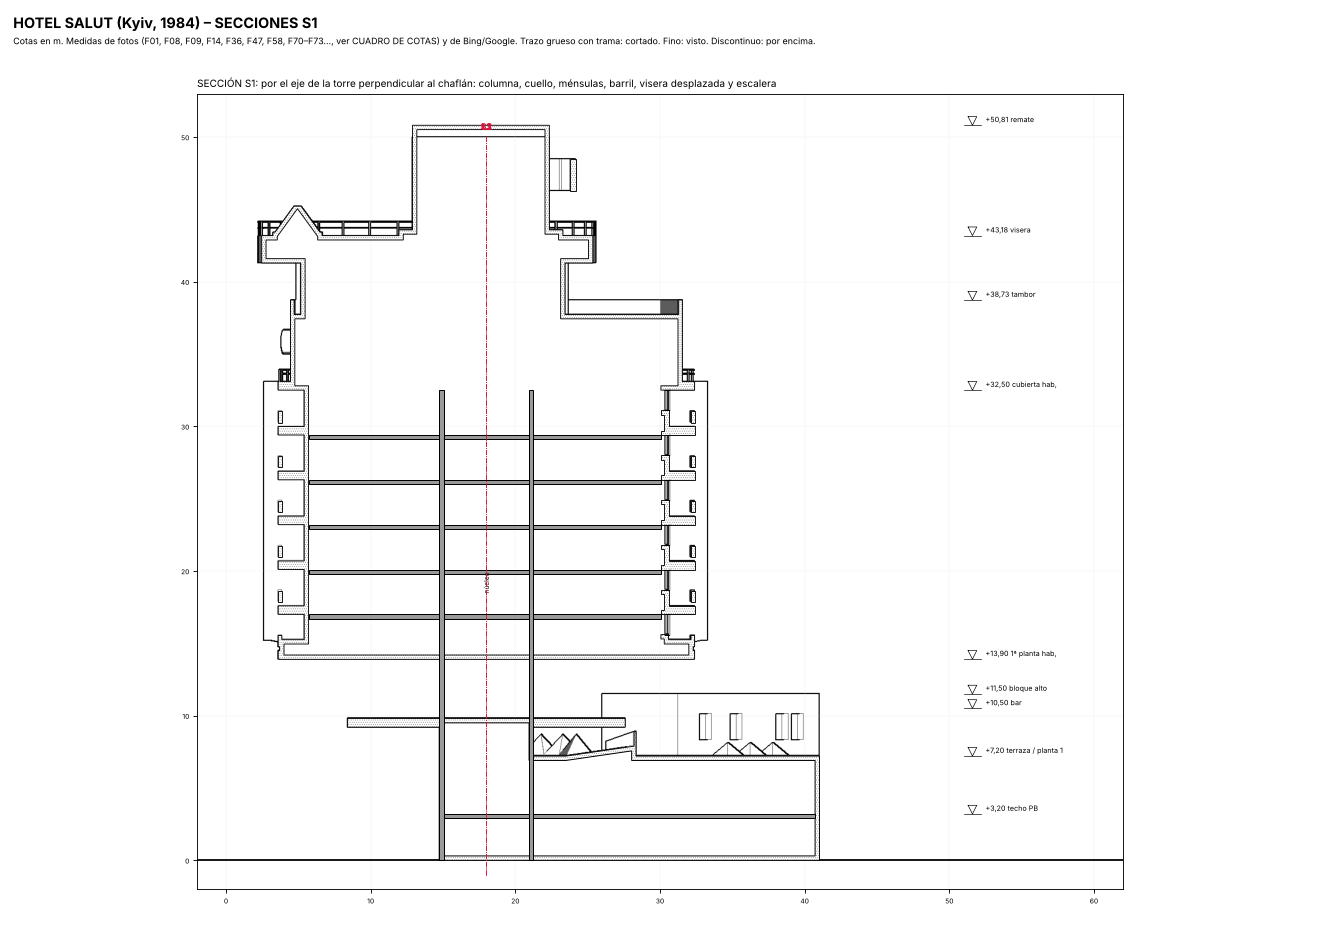 HOTEL SALUT (Kyiv, 1984) – SECCIONES S1
Cotas en m. Medidas de fotos (F01, F08, F09, F14, F36, F47, F58, F70–F73..., ver CUADRO DE COTAS) y de Bing/Google. Trazo grueso con trama: cortado. Fino: visto. Discontinuo: por encima.
SECCIÓN S1: por el eje de la torre perpendicular al chaflán: columna, cuello, ménsulas, barril, visera desplazada y escalera
+50,81 remate
50
+43,18 visera
40
+38,73 tambor
+32,50 cubierta hab,
30
20
núcleo
+13,90 1ª planta hab,
+11,50 bloque alto
+10,50 bar
10
+7,20 terraza / planta 1
+3,20 techo PB
0
0 10 20 30 40 50 60